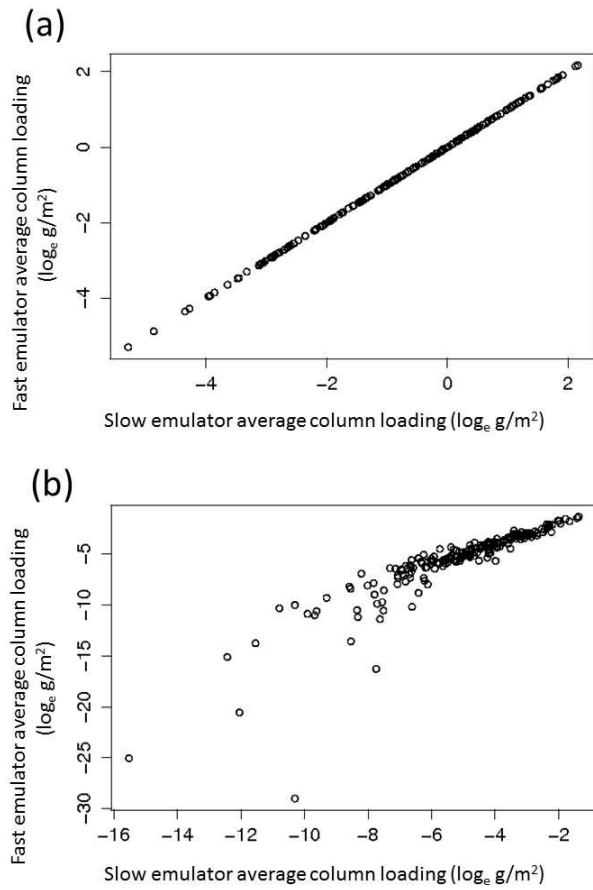 (a)
Fast emulator average column loading
(logₑ g/m²)
2
0
−2
−4
−4
−2
0
2
Slow emulator average column loading (logₑ g/m²)
(b)
Fast emulator average column loading
(logₑ g/m²)
−5
−10
−15
−20
−25
−30
−16
−14
−12
−10
−8
−6
−4
−2
Slow emulator average column loading (logₑ g/m²)